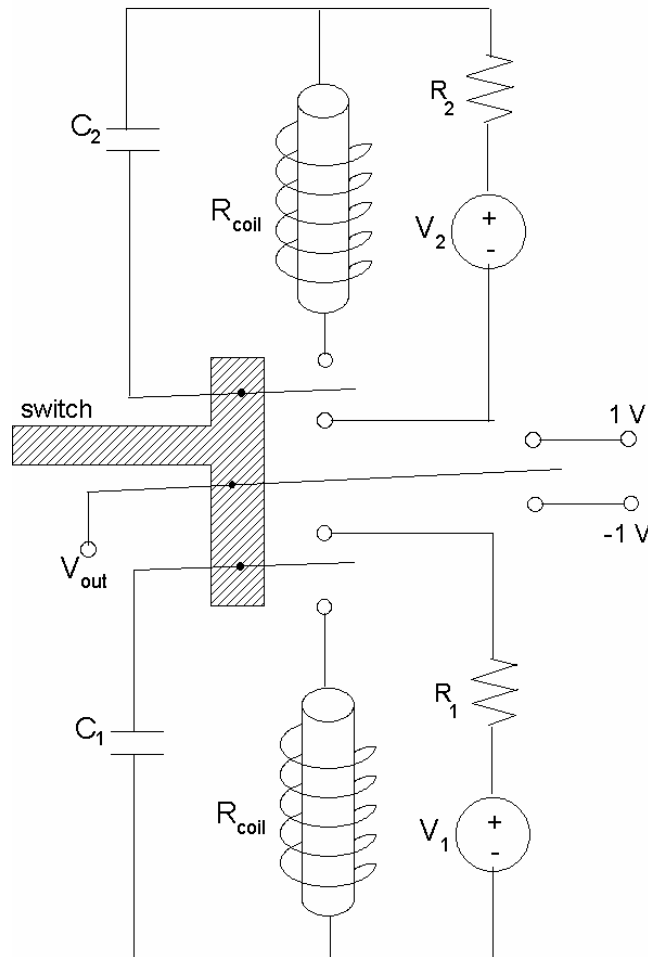 R2
C2
Rcoil
+
V2
-
switch
1 V
-1 V
Vout
R1
C1
Rcoil
+
V1
-